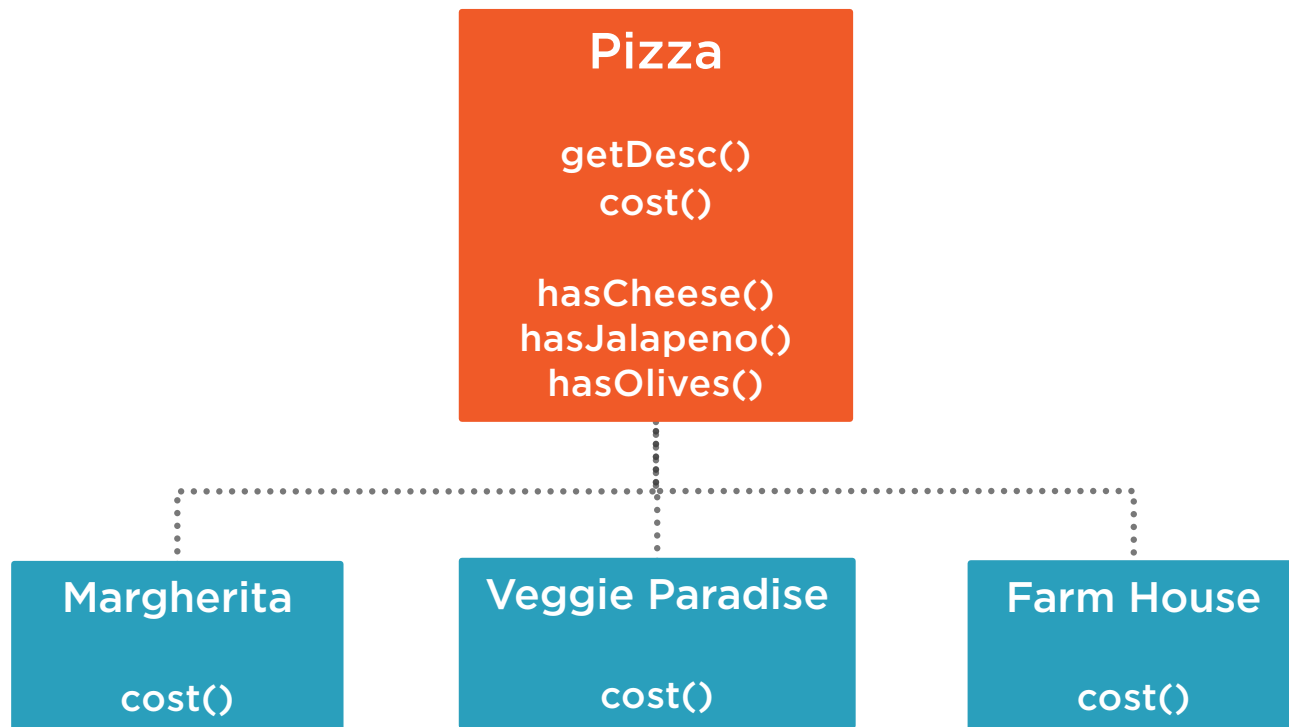 Pizza
getDesc()
cost()
hasCheese()
hasJalapeno()
hasOlives()
Margherita
cost()
Veggie Paradise
cost()
Farm House
cost()